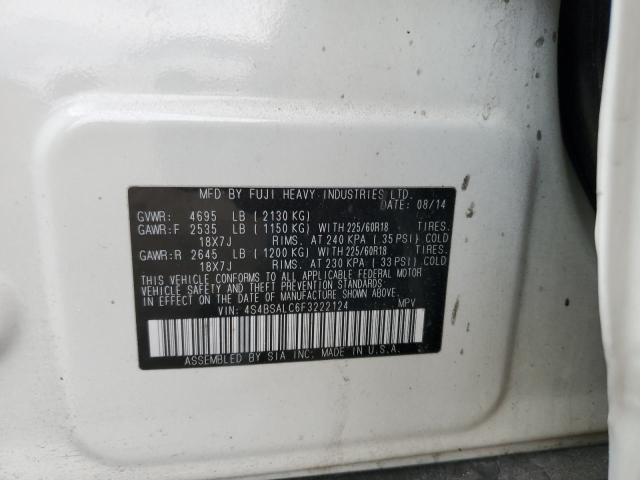 MFD BY FUJI HEAVY INDUSTRIES LTD.
DATE: 08/14
GVWR: 4695 LB ( 2130 KG)
GAWR:F 2535 LB ( 1150 KG) WITH 225/60R18 TIRES.
18X7J RIMS. AT 240 KPA ( 35 PSI) COLD
GAWR:R 2645 LB ( 1200 KG) WITH 225/60R18 TIRES.
18X7J RIMS. AT 230 KPA ( 33 PSI) COLD
THIS VEHICLE CONFORMS TO ALL APPLICABLE FEDERAL MOTOR
VEHICLE SAFETY AND THEFT PREVENTION STANDARDS
IN EFFECT ON THE DATE OF MANUFACTURE SHOWN ABOVE.
VIN: 4S4BSALC6F3222124 MPV
ASSEMBLED BY SIA INC. MADE IN U.S.A.